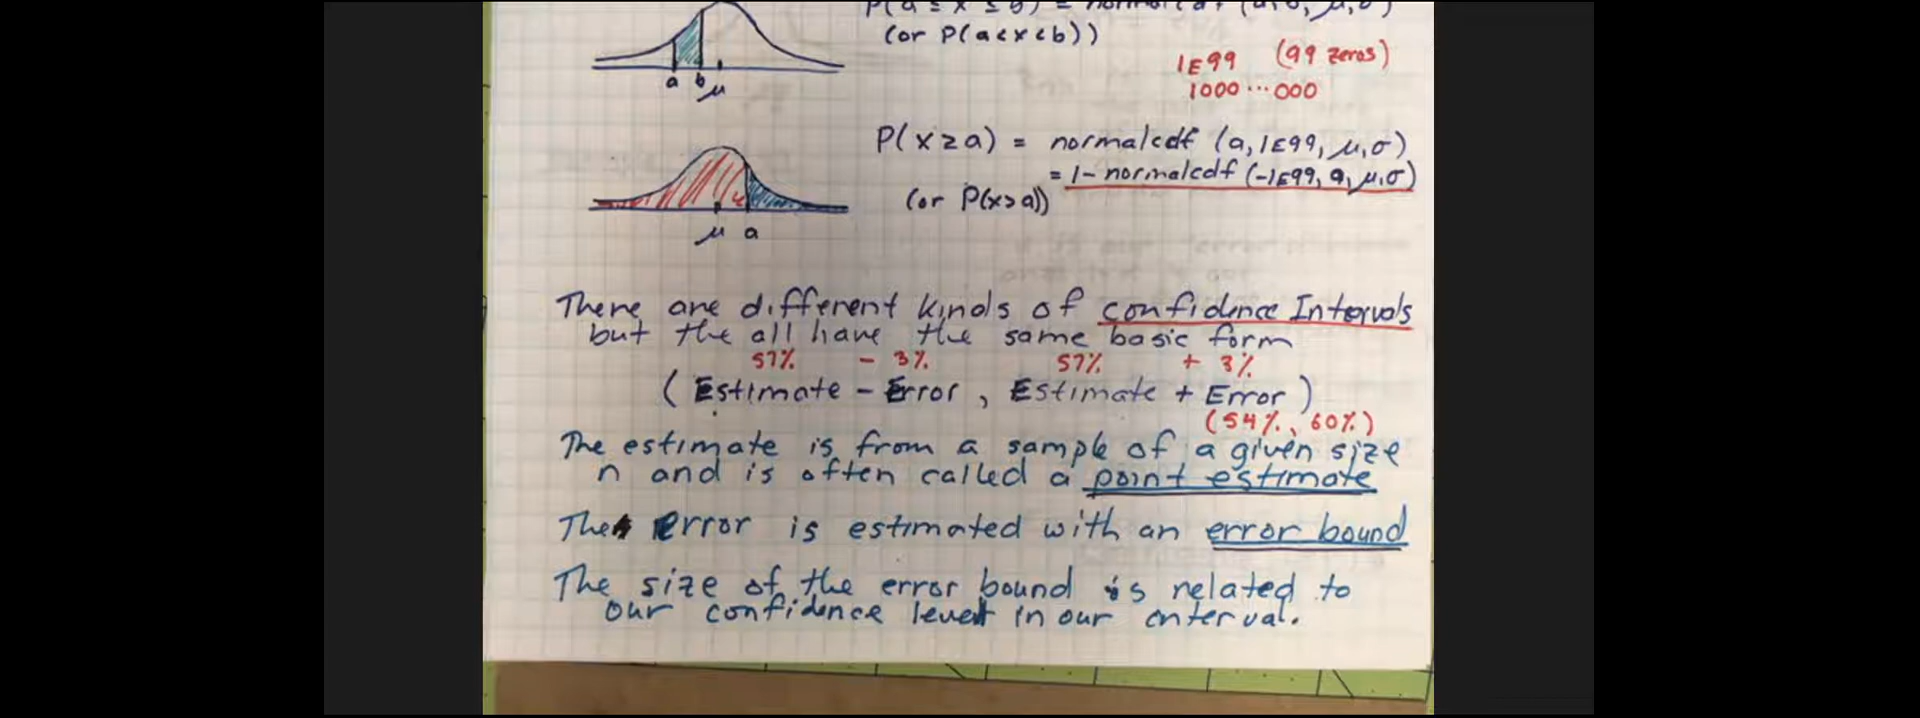 P(a ≤ x ≤ b) = normalcdf (a, b, μ, σ)
(or P(a<x<b))
1E99 (99 zeros)
1000...000
a b
μ
P(x≥a) = normalcdf (a, 1E99, μ, σ)
= 1- normalcdf (-1E99, a, μ, σ)
(or P(x>a))
μ a
There are different kinds of confidence Intervals
but the all have the same basic form
57% - 3% 57% + 3%
(Estimate - Error, Estimate + Error)
(54%, 60%)
The estimate is from a sample of a given size
n and is often called a point estimate
The error is estimated with an error bound
The size of the error bound is related to
our confidence level in our interval.